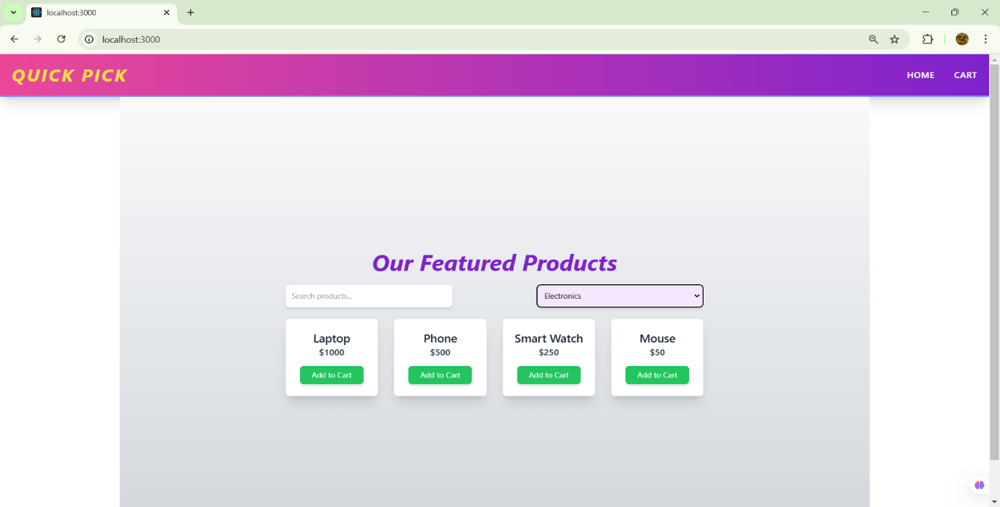 localhost:3000
localhost:3000
QUICK PICK
HOME CART
Our Featured Products
Search products...
Electronics
Laptop Phone Smart Watch Mouse
$1000 $500 $250 $50
Add to Cart Add to Cart Add to Cart Add to Cart